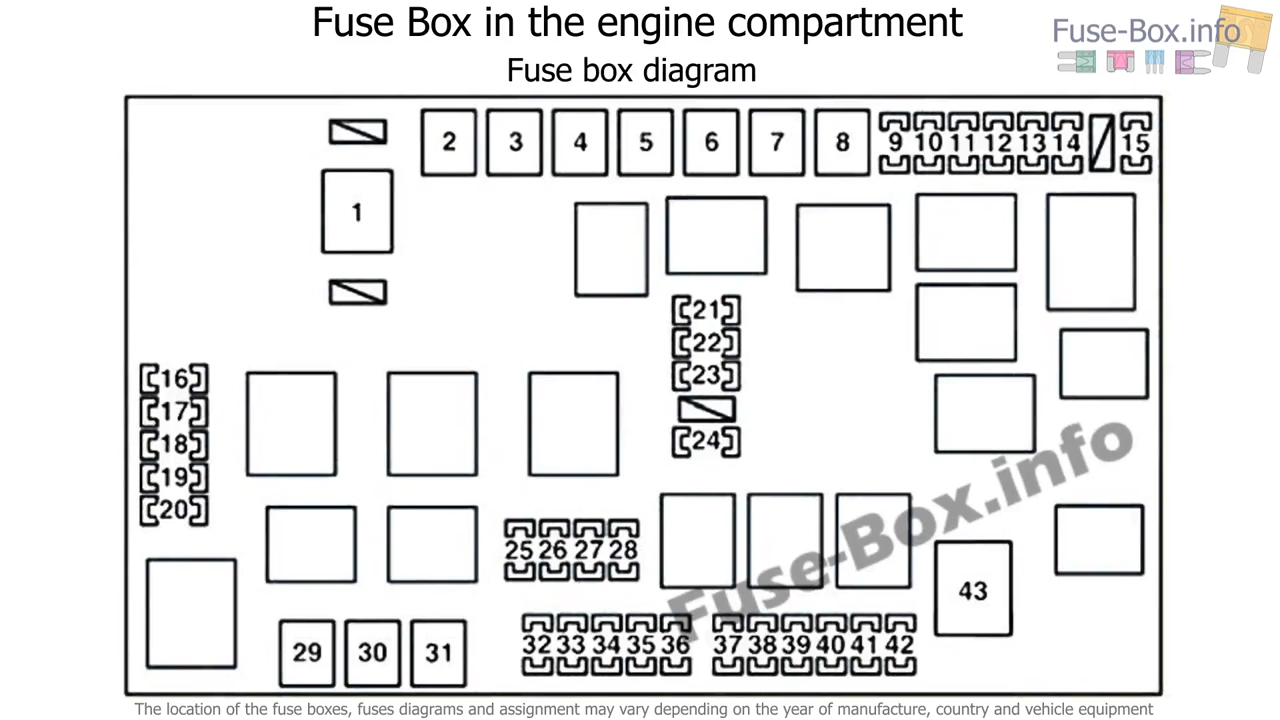 Fuse Box in the engine compartment
Fuse-Box.info
Fuse box diagram
2 3 4 5 6 7 8 9 10 11 12 13 14 15
1
21
22
23
24
16
17
18
19
20
Fuse-Box.info
25 26 27 28
43
29 30 31 32 33 34 35 36 37 38 39 40 41 42
The location of the fuse boxes, fuses diagrams and assignment may vary depending on the year of manufacture, country and vehicle equipment